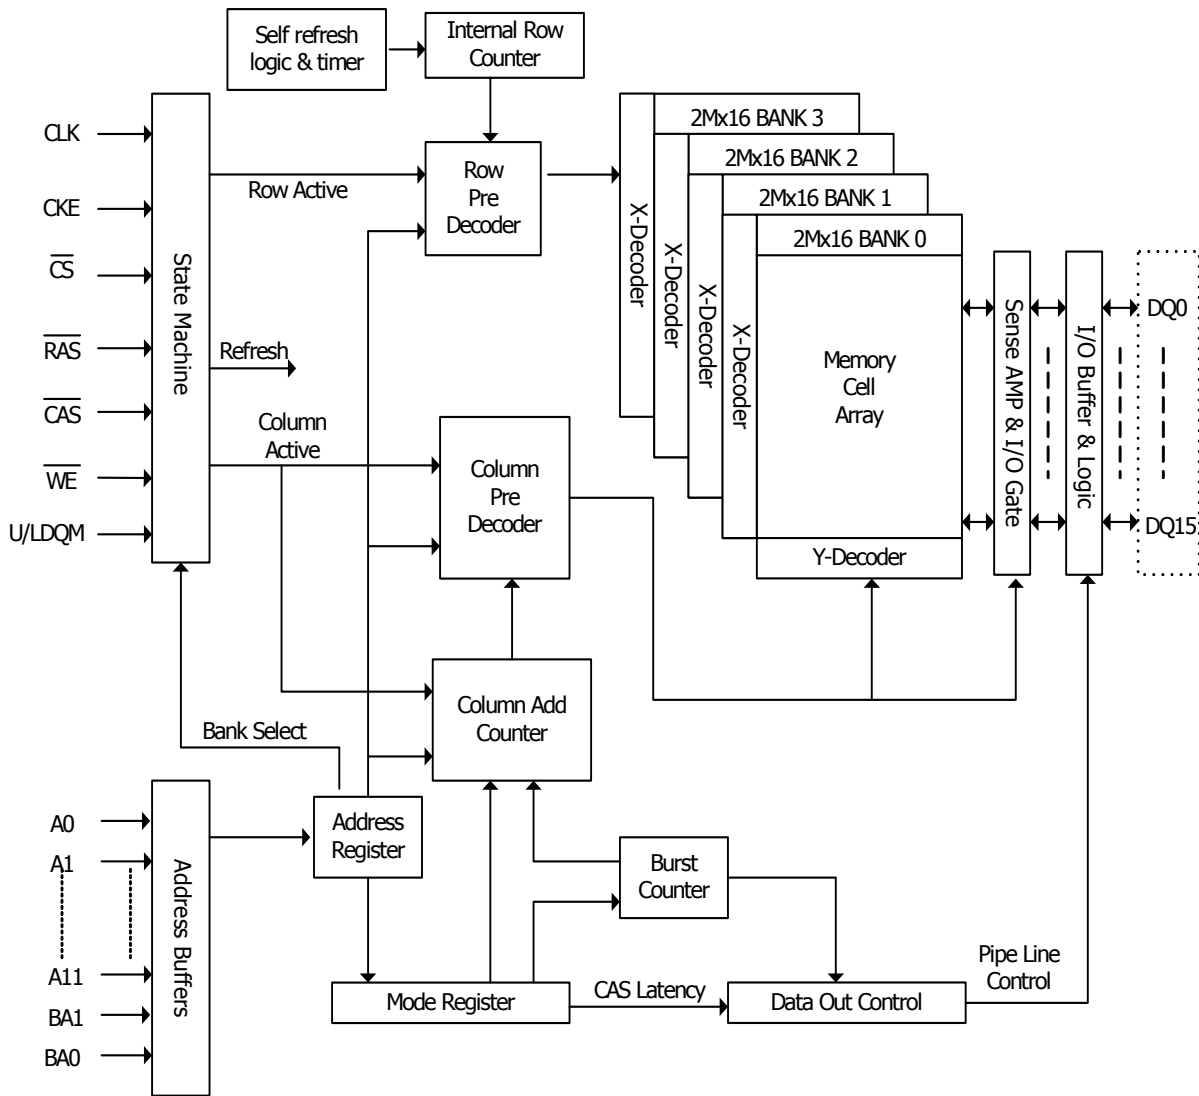 Self refresh
logic & timer
Internal Row
Counter
CLK
CKE
CS
RAS
CAS
WE
U/LDQM
State Machine
Row Active
Refresh
Column
Active
Bank Select
Row
Pre
Decoder
Column
Pre
Decoder
Column Add
Counter
X-Decoder
X-Decoder
X-Decoder
X-Decoder
2Mx16 BANK 3
2Mx16 BANK 2
2Mx16 BANK 1
2Mx16 BANK 0
Memory
Cell
Array
Y-Decoder
Sense AMP & I/O Gate
I/O Buffer & Logic
DQ0
DQ15
A0
A1
A11
BA1
BA0
Address Buffers
Address
Register
Burst
Counter
Mode Register
CAS Latency
Data Out Control
Pipe Line
Control